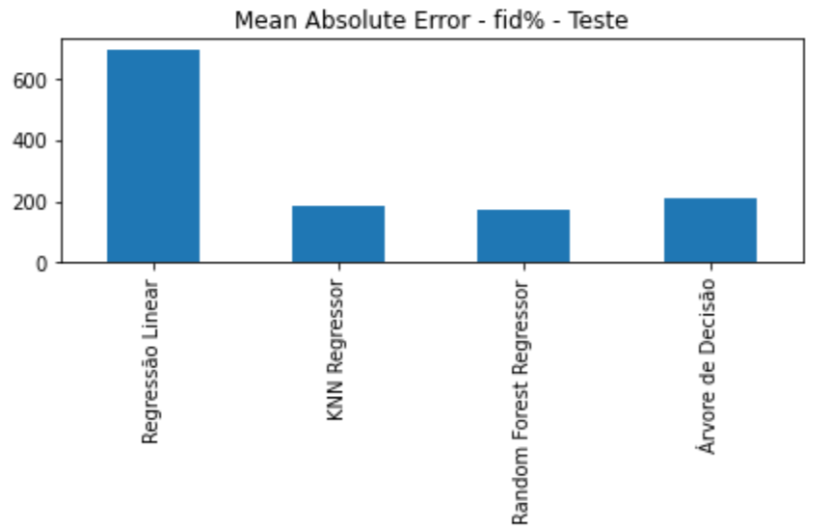 Mean Absolute Error - fid% - Teste
600
400
200
0
Regressão Linear
KNN Regressor
Random Forest Regressor
Árvore de Decisão